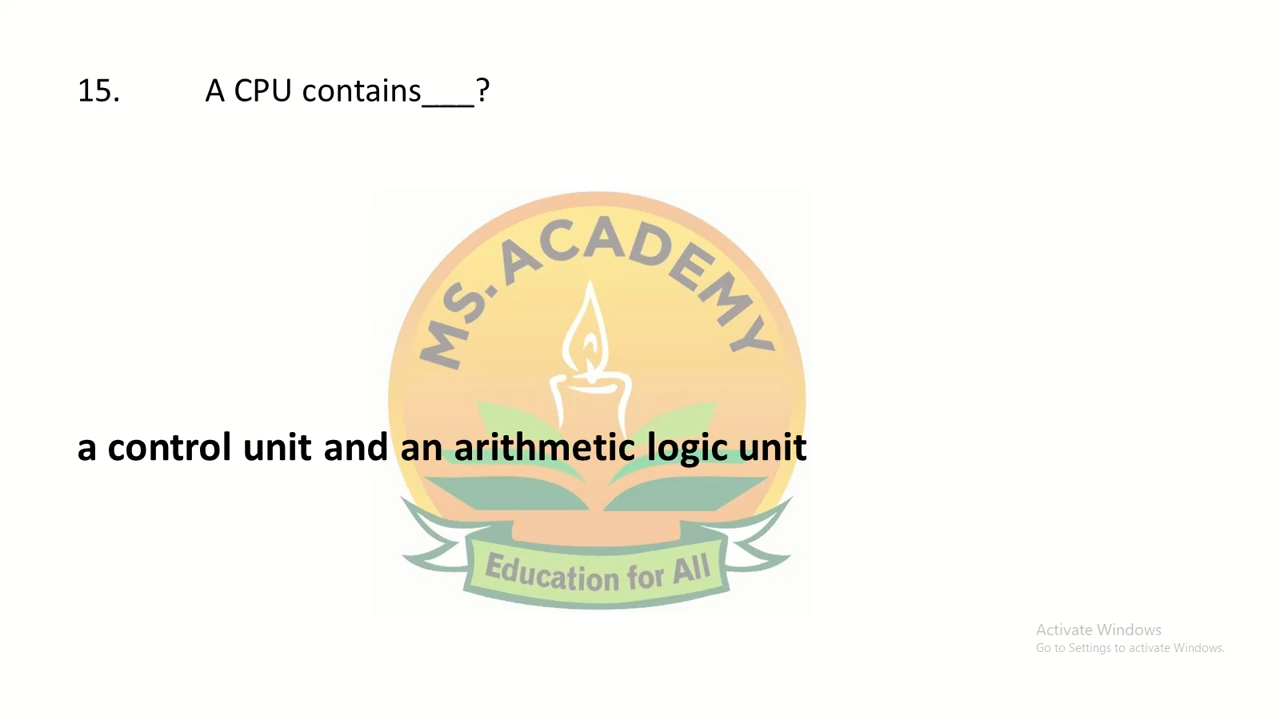 15. A CPU contains___?
MS. ACADEMY
a control unit and an arithmetic logic unit
Education for All
Activate Windows
Go to Settings to activate Windows.